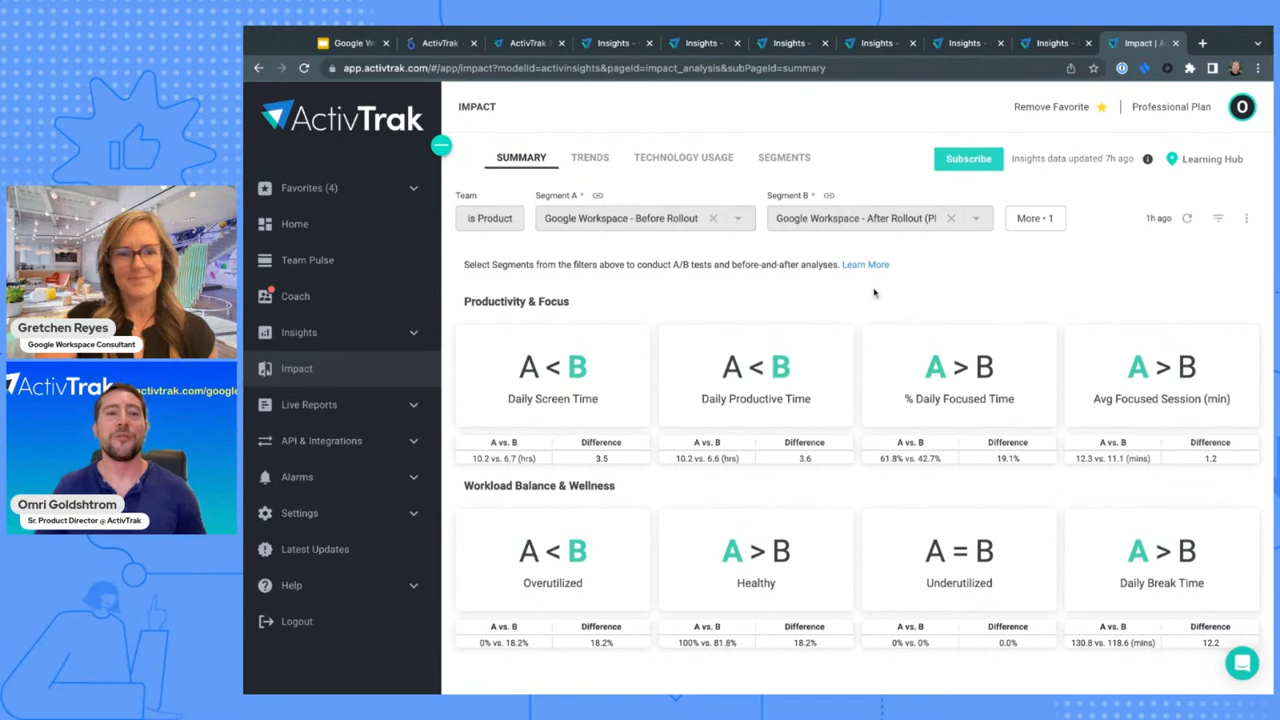 Google W
ActivTrak -
ActivTrak
Insights -
Insights -
Insights -
Insights -
Insights -
Insights -
Impact | A
app.activtrak.com/#/app/impact?modelId=activinsights&pageId=impact_analysis&subPageId=summary
ActivTrak
Favorites (4)
Home
Team Pulse
Coach
Insights
Impact
Live Reports
API & Integrations
Alarms
Settings
Latest Updates
Help
Logout
IMPACT
Remove Favorite
Professional Plan
O
SUMMARY TRENDS TECHNOLOGY USAGE SEGMENTS
Subscribe
Insights data updated 7h ago
Learning Hub
Team
Segment A *
Segment B *
is Product
Google Workspace - Before Rollout
Google Workspace - After Rollout (P
More • 1
1h ago
Select Segments from the filters above to conduct A/B tests and before-and-after analyses. Learn More
Productivity & Focus
A < B
Daily Screen Time
A vs. B Difference
10.2 vs. 6.7 (hrs) 3.5
A < B
Daily Productive Time
A vs. B Difference
10.2 vs. 6.6 (hrs) 3.6
A > B
% Daily Focused Time
A vs. B Difference
61.8% vs. 42.7% 19.1%
A > B
Avg Focused Session (min)
A vs. B Difference
12.3 vs. 11.1 (mins) 1.2
Workload Balance & Wellness
A < B
Overutilized
A vs. B Difference
0% vs. 18.2% 18.2%
A > B
Healthy
A vs. B Difference
100% vs. 81.8% 18.2%
A = B
Underutilized
A vs. B Difference
0% vs. 0% 0.0%
A > B
Daily Break Time
A vs. B Difference
130.8 vs. 118.6 (mins) 12.2
Gretchen Reyes
Google Workspace Consultant
ActivTrak
activtrak.com/google
Omri Goldshtrom
Sr. Product Director @ ActivTrak